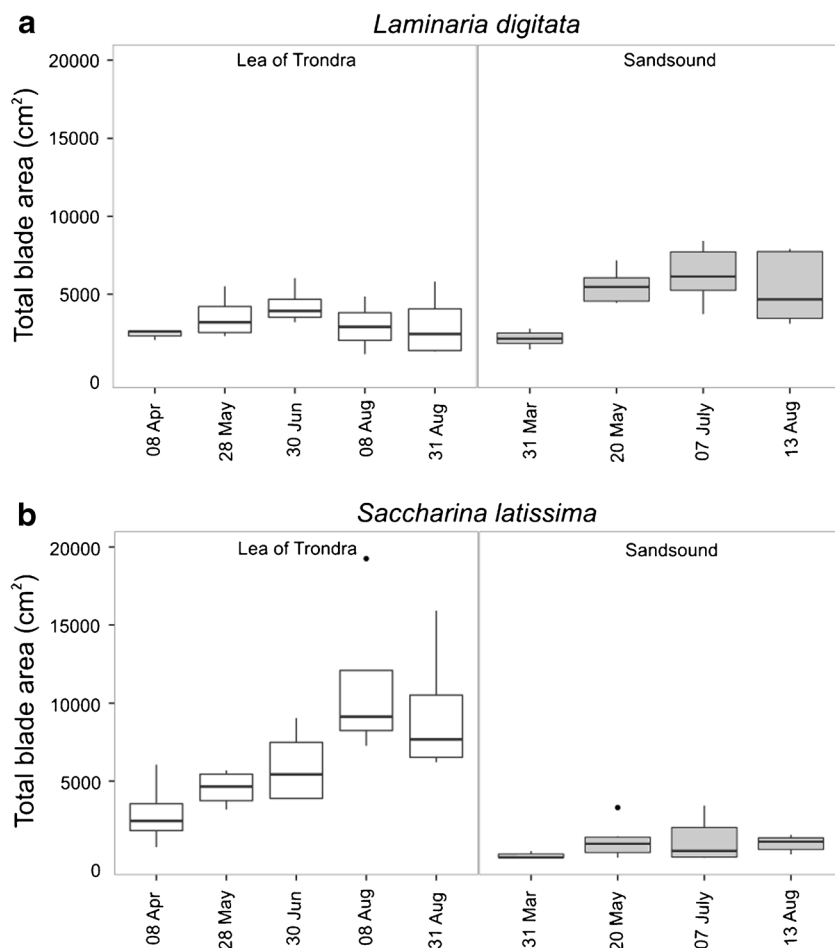 a
Laminaria digitata
Lea of Trondra
Sandsound
Total blade area (cm²)
20000
15000
10000
5000
0
08 Apr
28 May
30 Jun
08 Aug
31 Aug
31 Mar
20 May
07 July
13 Aug
b
Saccharina latissima
Lea of Trondra
Sandsound
Total blade area (cm²)
20000
15000
10000
5000
0
08 Apr
28 May
30 Jun
08 Aug
31 Aug
31 Mar
20 May
07 July
13 Aug